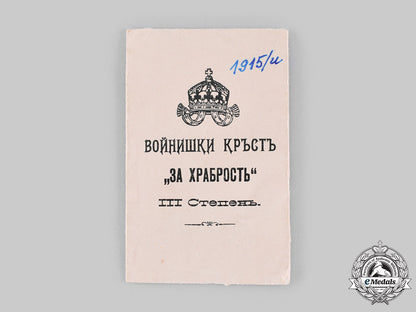 1915/и
ВОЙНИШКИ КРЪСТЪ
„ЗА ХРАБРОСТЬ“
III Степень.
eMedals